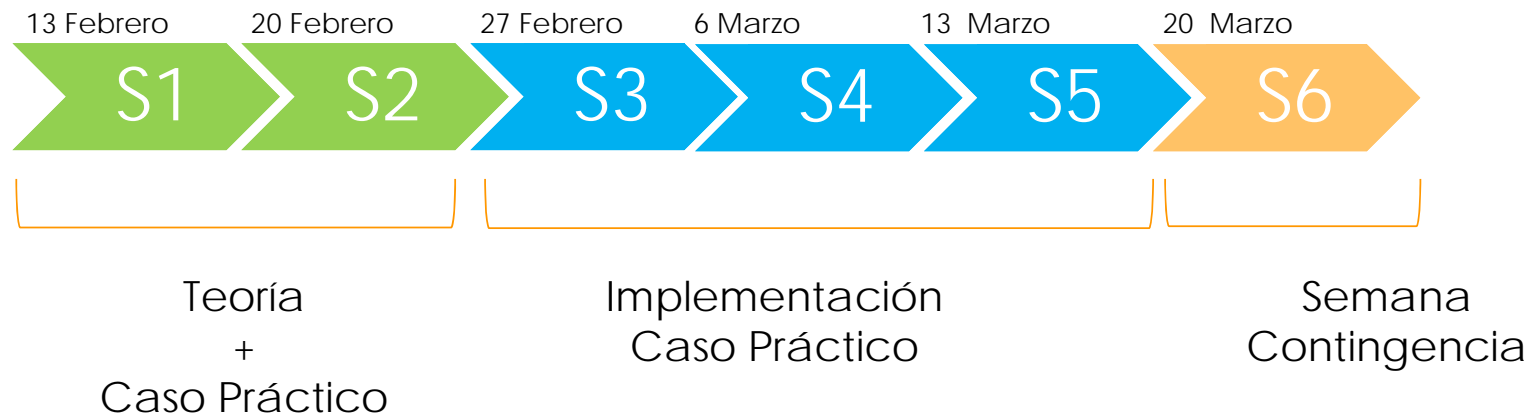 13 Febrero
20 Febrero
27 Febrero
6 Marzo
13 Marzo
20 Marzo
S1
S2
S3
S4
S5
S6
Teoría
+
Caso Práctico
Implementación
Caso Práctico
Semana
Contingencia